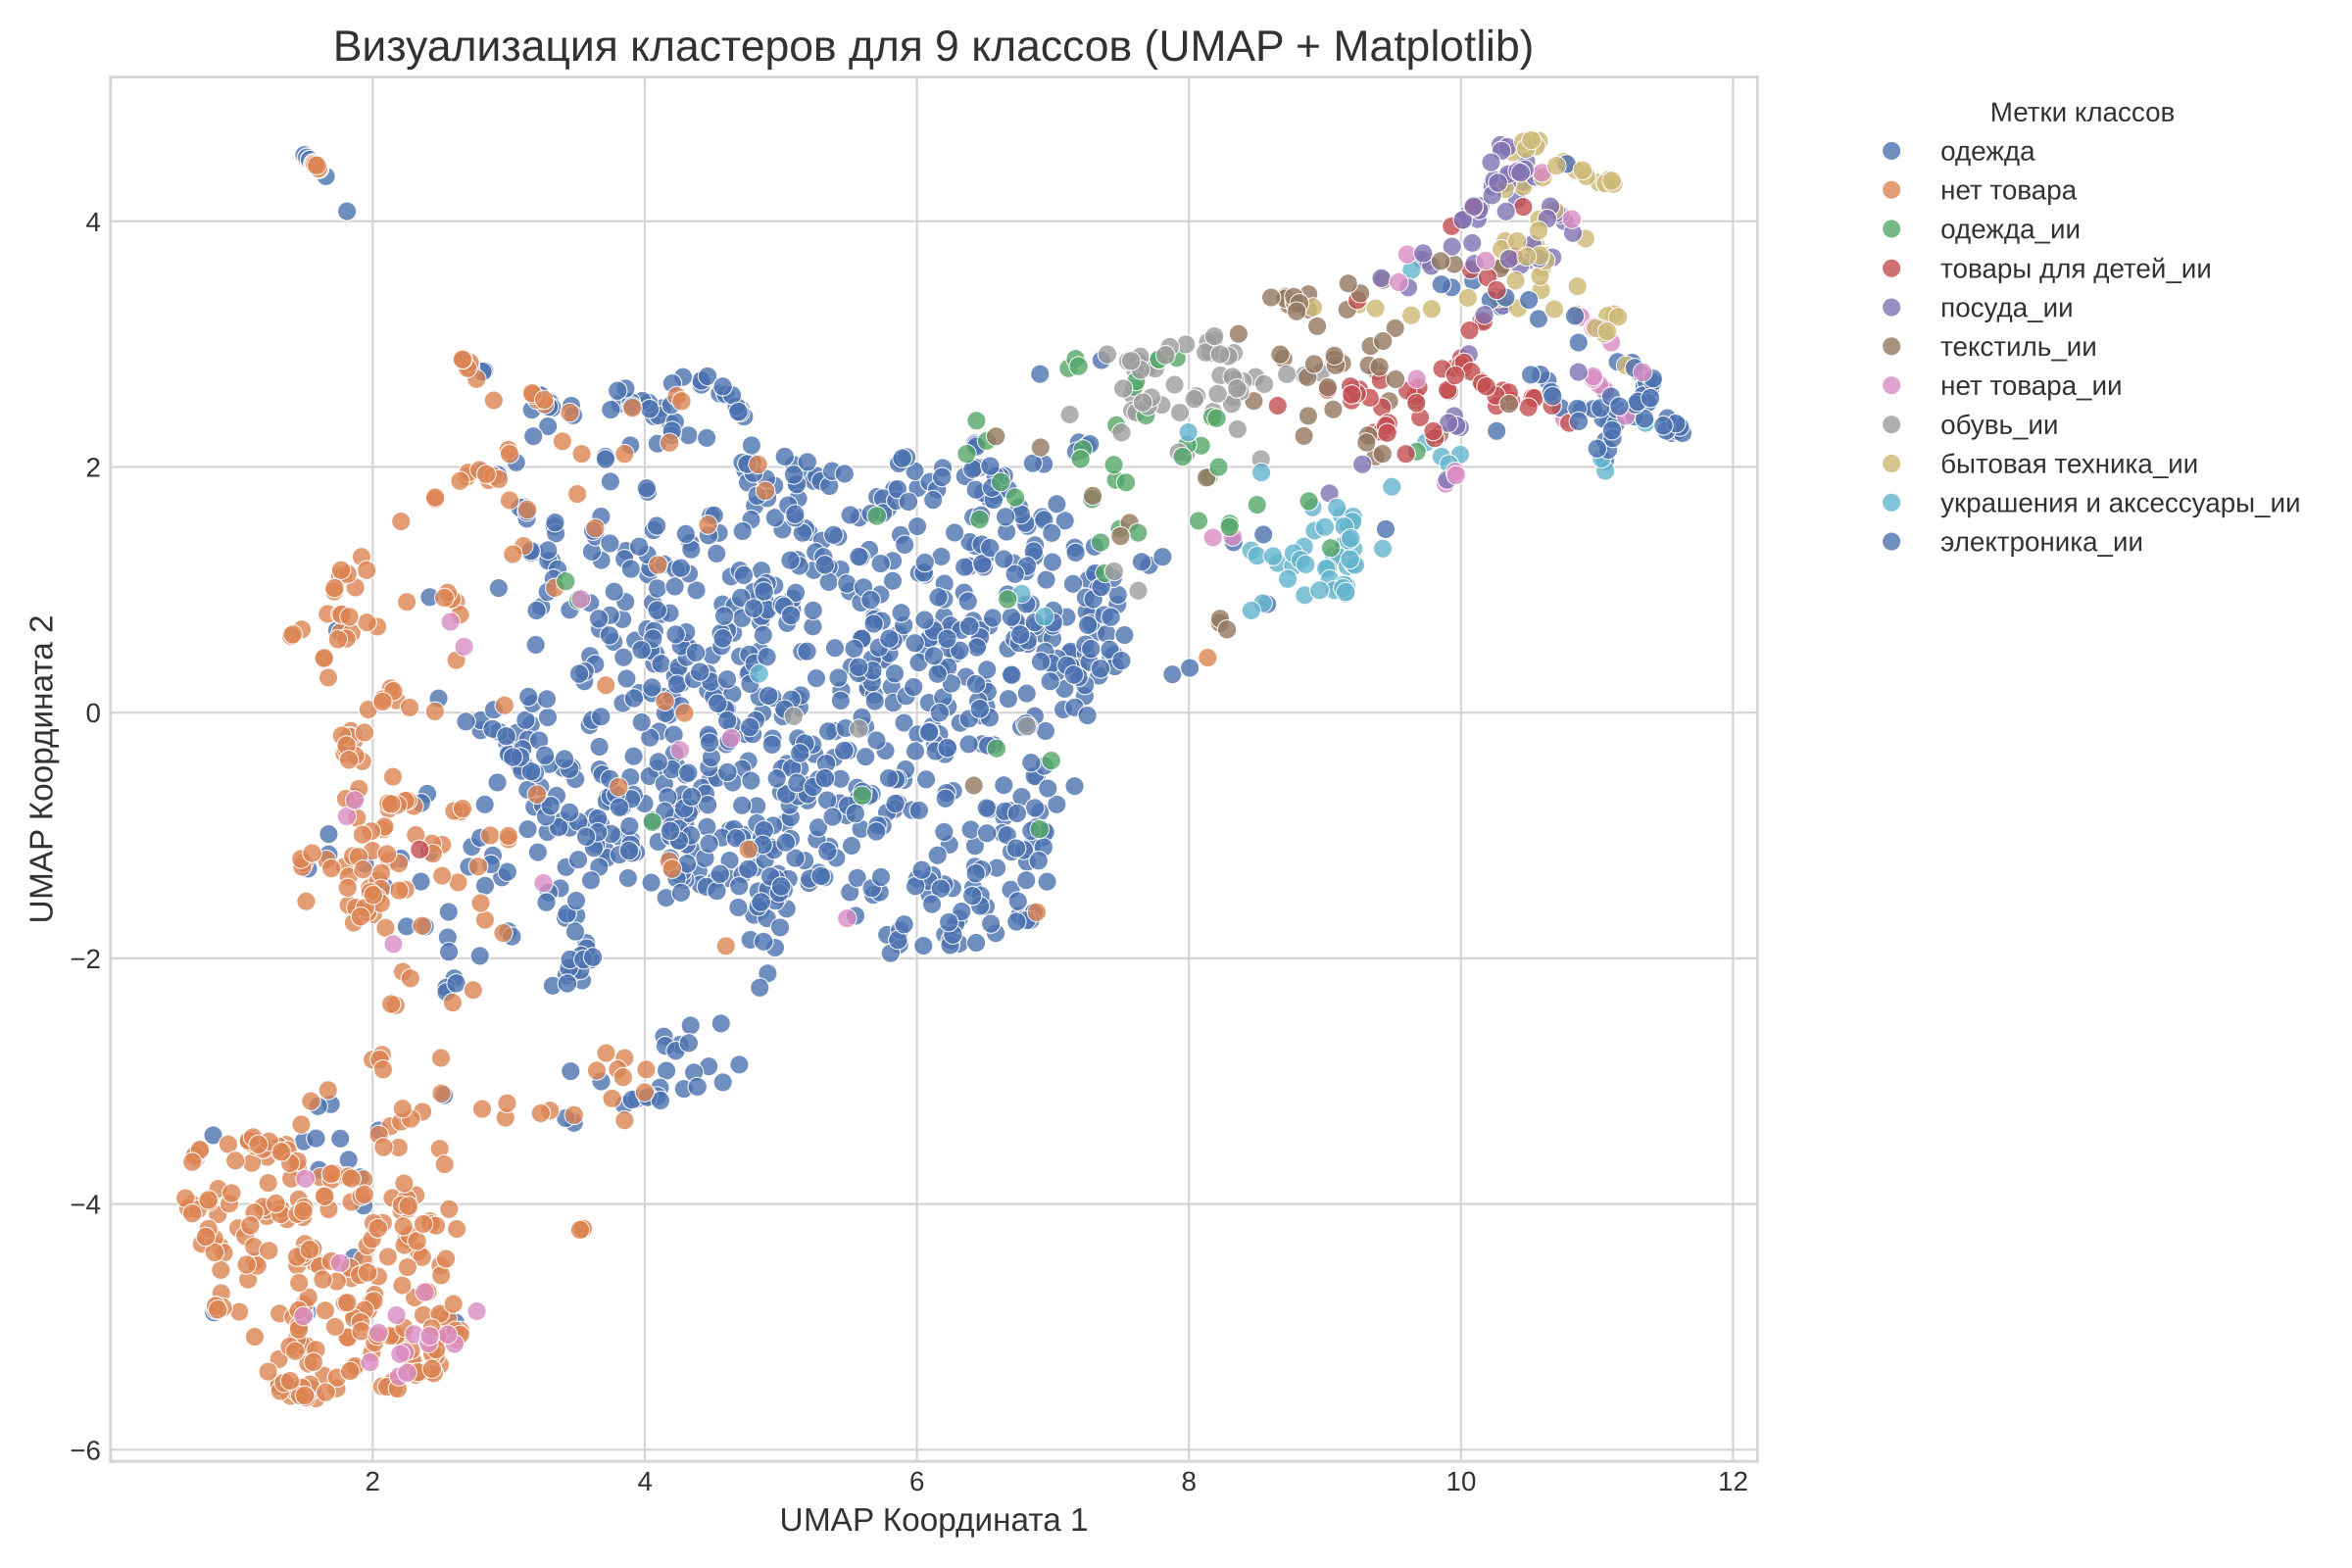 Визуализация кластеров для 9 классов (UMAP + Matplotlib)
Метки классов
одежда
нет товара
одежда_ии
товары для детей_ии
посуда_ии
текстиль_ии
нет товара_ии
обувь_ии
бытовая техника_ии
украшения и аксессуары_ии
электроника_ии
UMAP Координата 2
4
2
0
−2
−4
−6
2 4 6 8 10 12
UMAP Координата 1